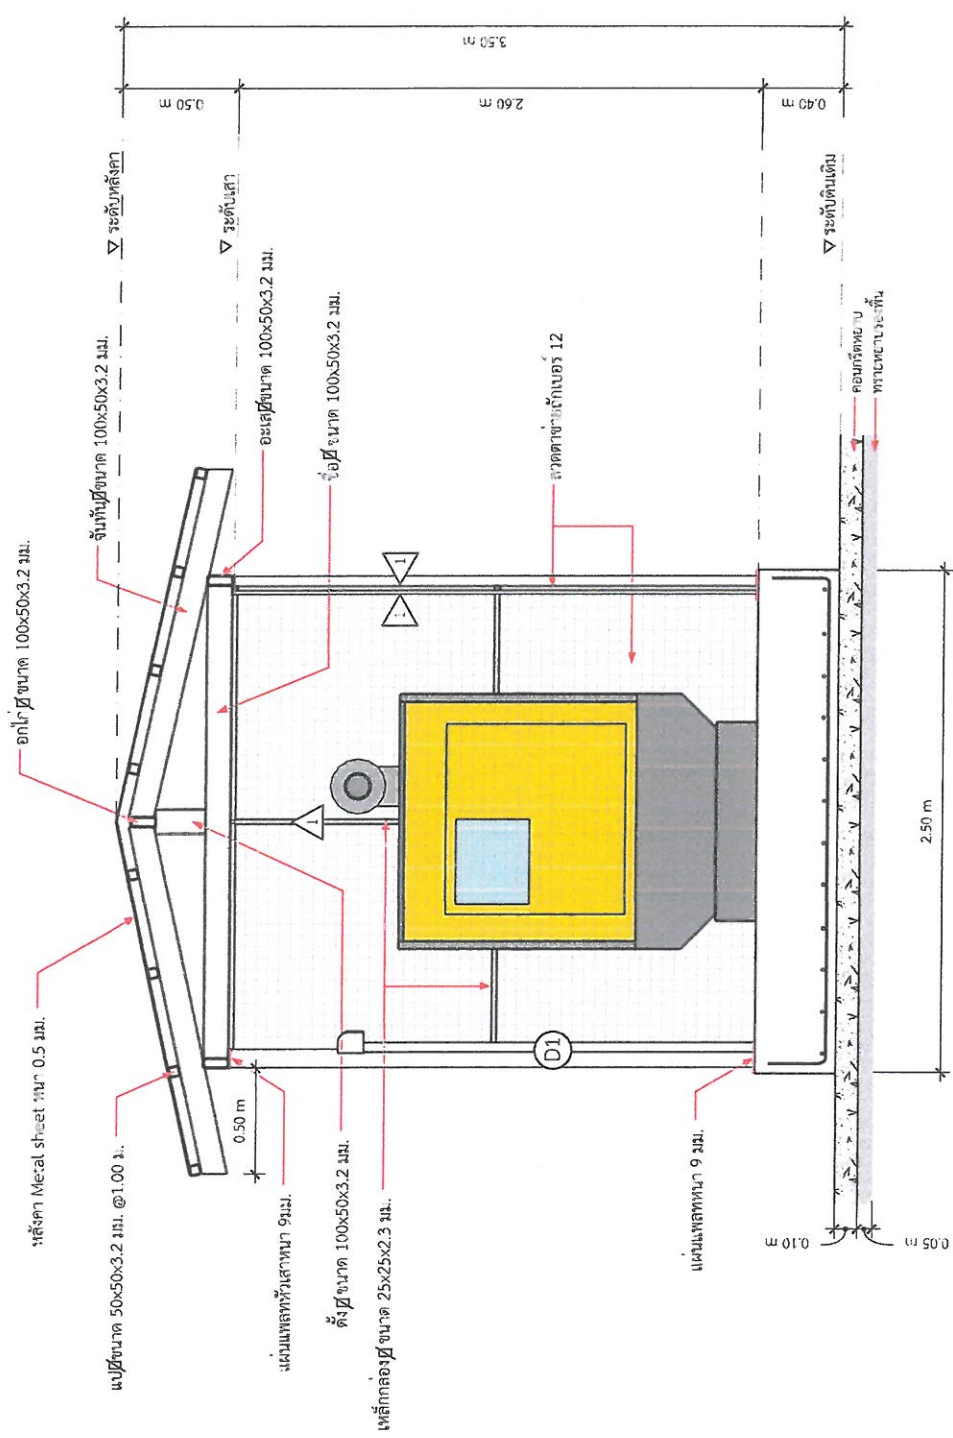 หลังคา Metal sheet หนา 0.5 มม.
อกไก่ ขนาด 100x50x3.2 มม.
จันทันขนาด 100x50x3.2 มม.
แปขนาด 50x50x3.2 มม. @1.00 ม.
อะเสขนาด 100x50x3.2 มม.
ขื่อ ขนาด 100x50x3.2 มม.
แผ่นเพลทหัวเสาหนา 9มม.
ดั้ง ขนาด 100x50x3.2 มม.
เหล็กกล่อง ขนาด 25x25x2.3 มม.
ลวดตาข่ายถักเบอร์ 12
แผ่นเพลทหนา 9 มม.
ระดับหลังคา
ระดับเสา
ระดับดินเดิม
คอนกรีตหยาบ
ทรายหยาบรองพื้น
0.50 m
2.60 m
0.40 m
3.50 m
0.50 m
2.50 m
0.10 m
0.05 m
D1
1
1
1